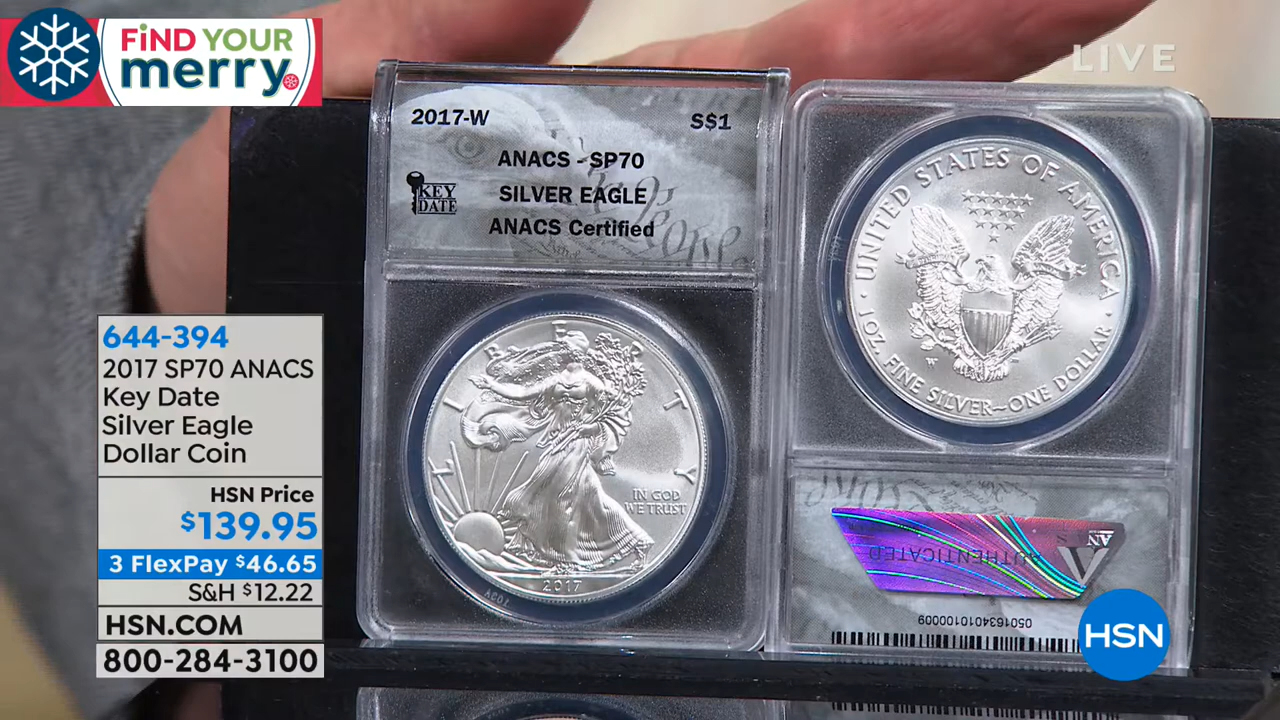 FiND YOUR
merry.
LIVE
2017-W S$1
ANACS - SP70
KEY
DATE
SILVER EAGLE
ANACS Certified
LIBERTY
IN GOD
WE TRUST
2017
UNITED STATES OF AMERICA
1 OZ. FINE SILVER~ONE DOLLAR
AUTHENTICATED
ANACS
0501634010100009
644-394
2017 SP70 ANACS
Key Date
Silver Eagle
Dollar Coin
HSN Price
$139.95
3 FlexPay $46.65
S&H $12.22
HSN.COM
800-284-3100
HSN